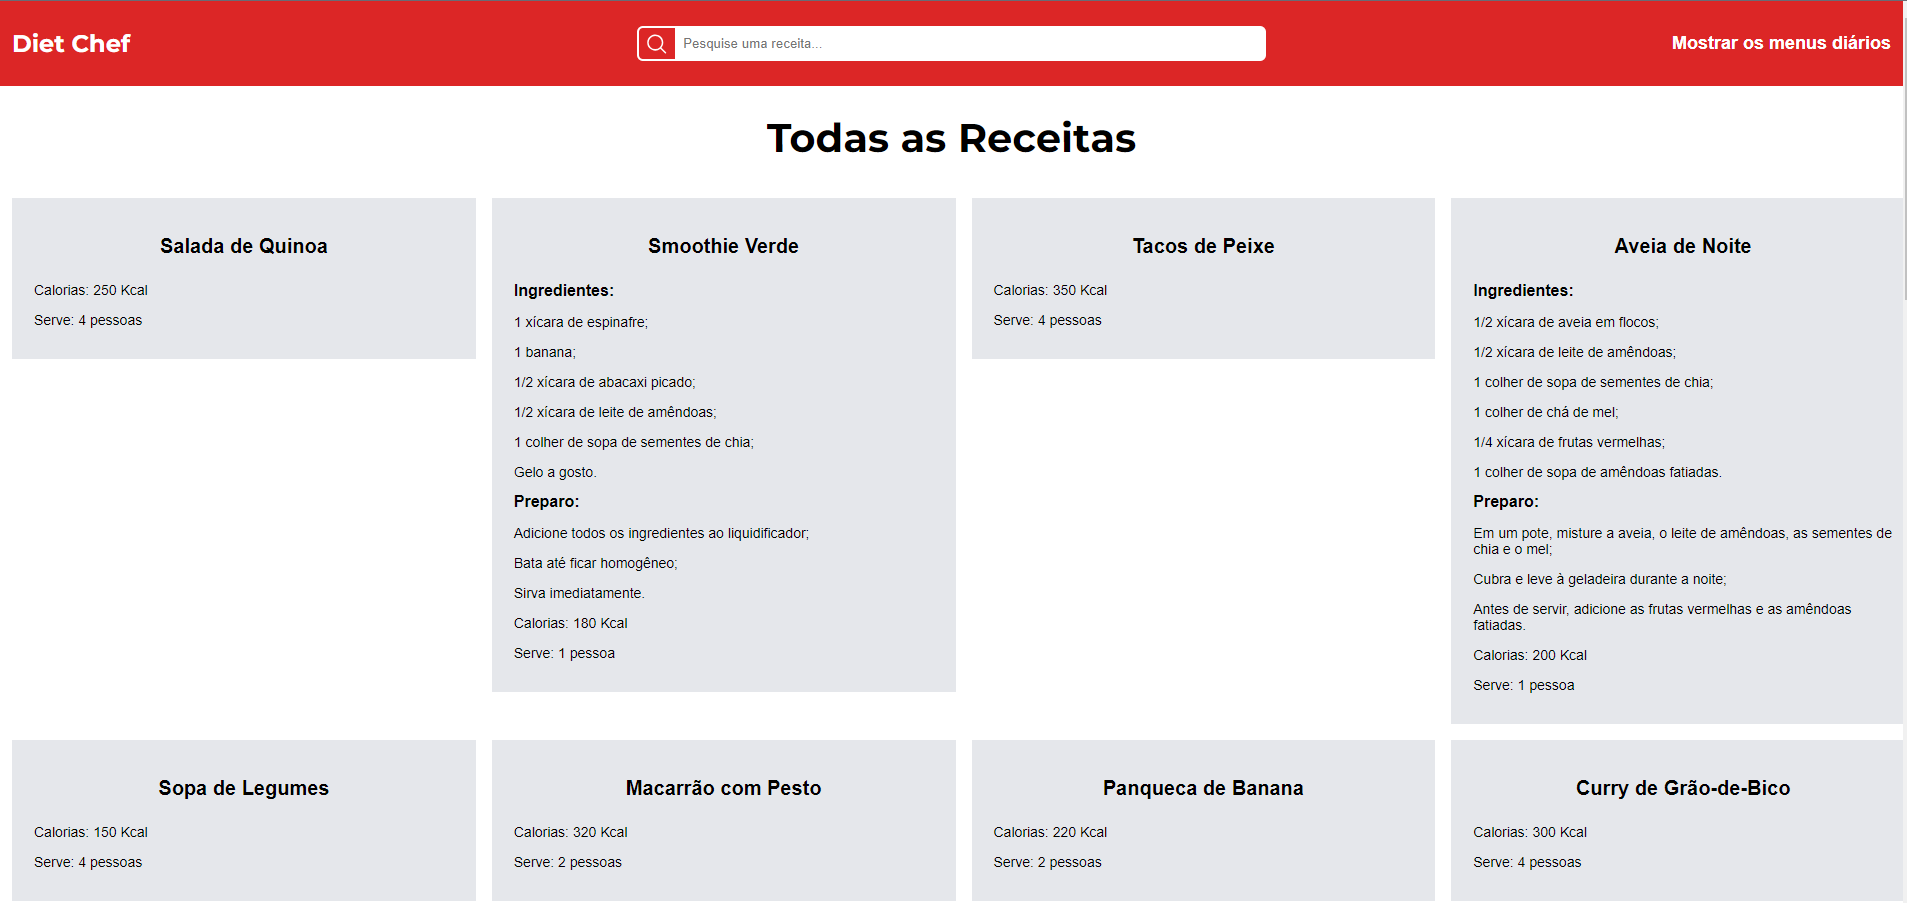 Diet Chef
Pesquise uma receita...
Mostrar os menus diários
Todas as Receitas
Salada de Quinoa
Calorias: 250 Kcal
Serve: 4 pessoas
Smoothie Verde
Ingredientes:
1 xícara de espinafre;
1 banana;
1/2 xícara de abacaxi picado;
1/2 xícara de leite de amêndoas;
1 colher de sopa de sementes de chia;
Gelo a gosto.
Preparo:
Adicione todos os ingredientes ao liquidificador;
Bata até ficar homogêneo;
Sirva imediatamente.
Calorias: 180 Kcal
Serve: 1 pessoa
Tacos de Peixe
Calorias: 350 Kcal
Serve: 4 pessoas
Aveia de Noite
Ingredientes:
1/2 xícara de aveia em flocos;
1/2 xícara de leite de amêndoas;
1 colher de sopa de sementes de chia;
1 colher de chá de mel;
1/4 xícara de frutas vermelhas;
1 colher de sopa de amêndoas fatiadas.
Preparo:
Em um pote, misture a aveia, o leite de amêndoas, as sementes de
chia e o mel;
Cubra e leve à geladeira durante a noite;
Antes de servir, adicione as frutas vermelhas e as amêndoas
fatiadas.
Calorias: 200 Kcal
Serve: 1 pessoa
Sopa de Legumes
Calorias: 150 Kcal
Serve: 4 pessoas
Macarrão com Pesto
Calorias: 320 Kcal
Serve: 2 pessoas
Panqueca de Banana
Calorias: 220 Kcal
Serve: 2 pessoas
Curry de Grão-de-Bico
Calorias: 300 Kcal
Serve: 4 pessoas